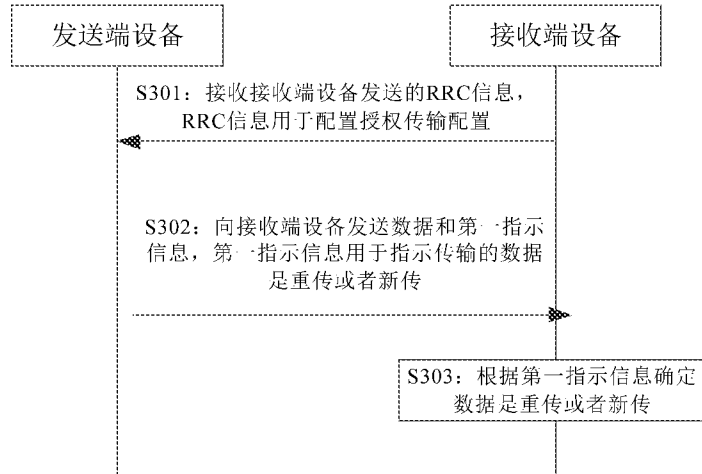 发送端设备
接收端设备
S301：接收接收端设备发送的RRC信息，
RRC信息用于配置授权传输配置
S302：向接收端设备发送数据和第一指示
信息，第一指示信息用于指示传输的数据
是重传或者新传
S303：根据第一指示信息确定
数据是重传或者新传